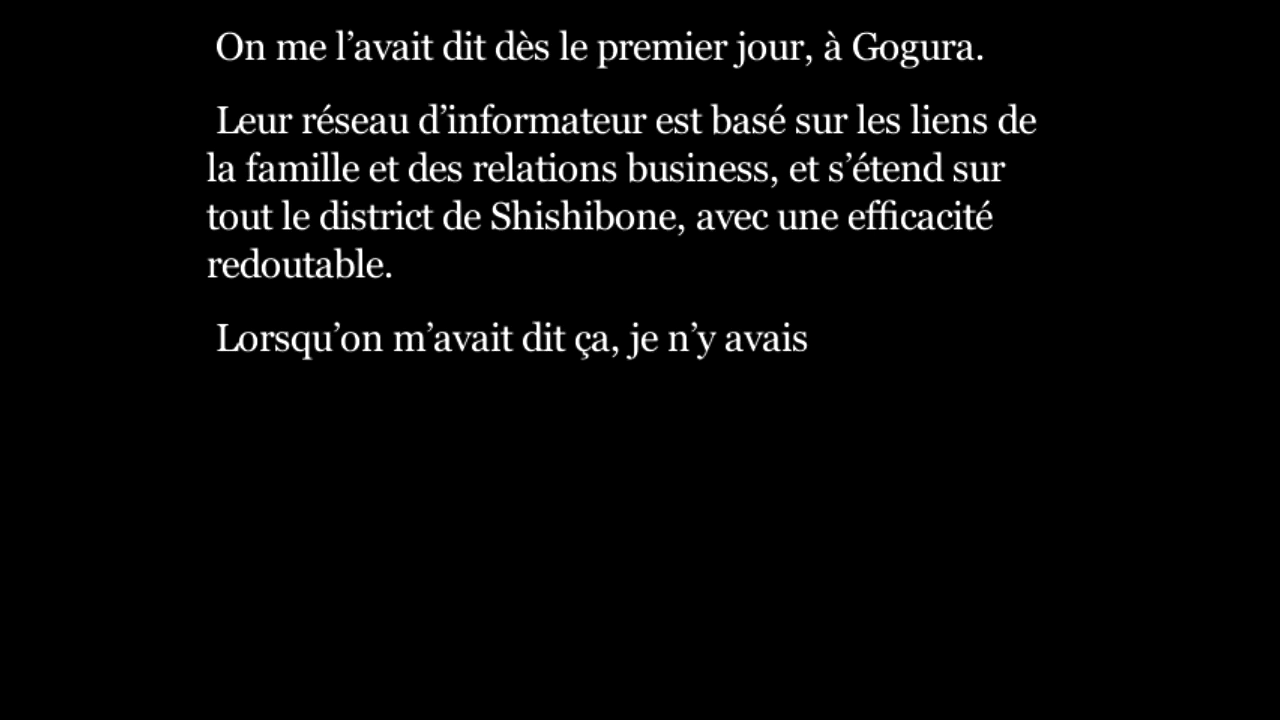 On me l’avait dit dès le premier jour, à Gogura.
Leur réseau d’informateur est basé sur les liens de
la famille et des relations business, et s’étend sur
tout le district de Shishibone, avec une efficacité
redoutable.
Lorsqu’on m’avait dit ça, je n’y avais